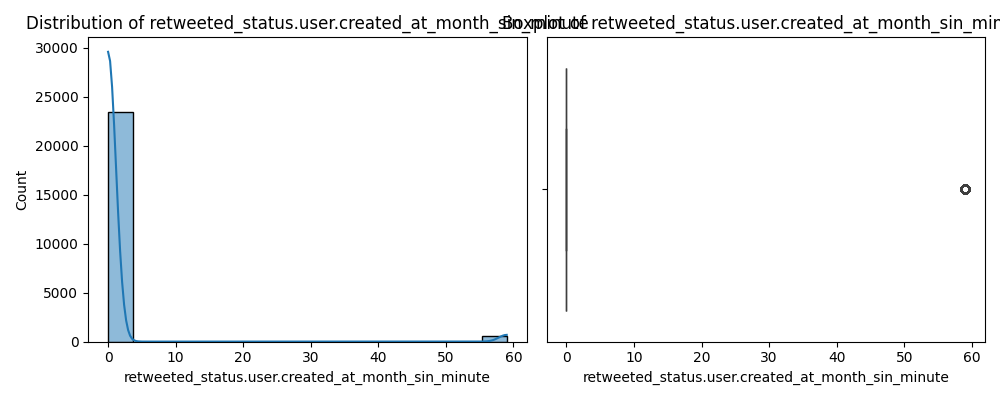 Distribution of retweeted_status.user.created_at_month_sin_minute
Boxplot of retweeted_status.user.created_at_month_sin_min
30000
25000
20000
15000
10000
5000
0
Count
0 10 20 30 40 50 60
retweeted_status.user.created_at_month_sin_minute
0 10 20 30 40 50 60
retweeted_status.user.created_at_month_sin_minute